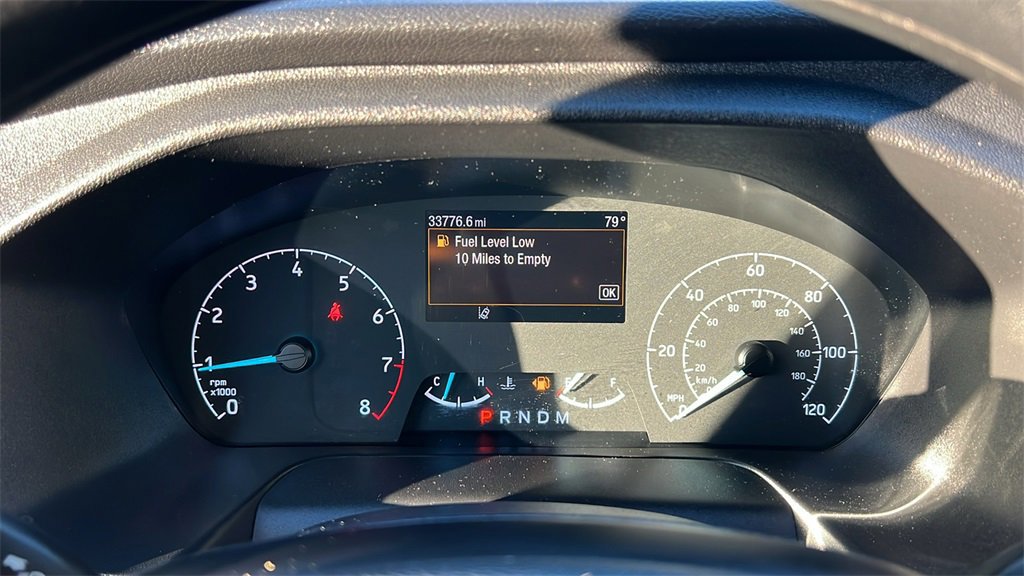 33776.6 mi 79°
Fuel Level Low
10 Miles to Empty
OK
0 1 2 3 4 5 6 7 8
rpm
x1000
C H
E F
P R N D M
0 20 40 60 80 100 120
MPH
20 40 60 80 100 120 140 160 180
km/h